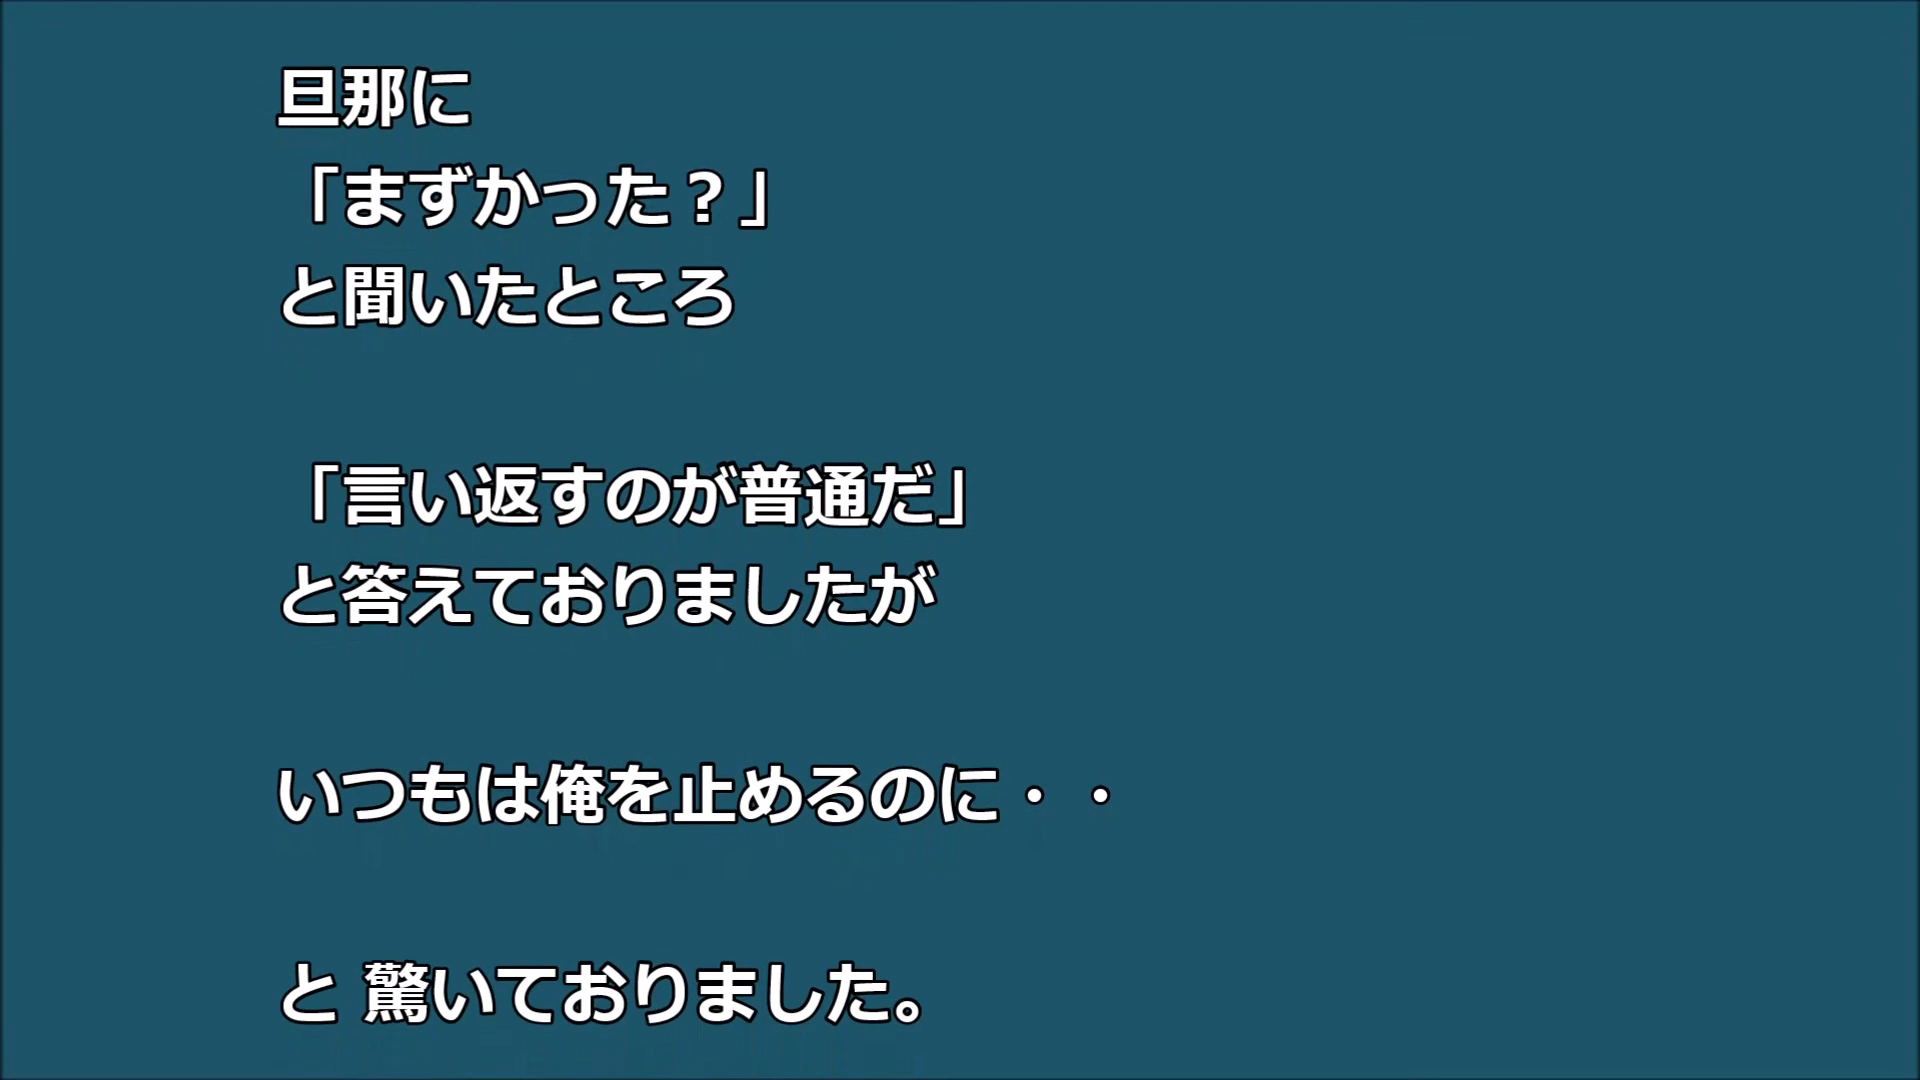 旦那に
「まずかった？」
と聞いたところ
「言い返すのが普通だ」
と答えておりましたが
いつもは俺を止めるのに・・
と 驚いておりました。